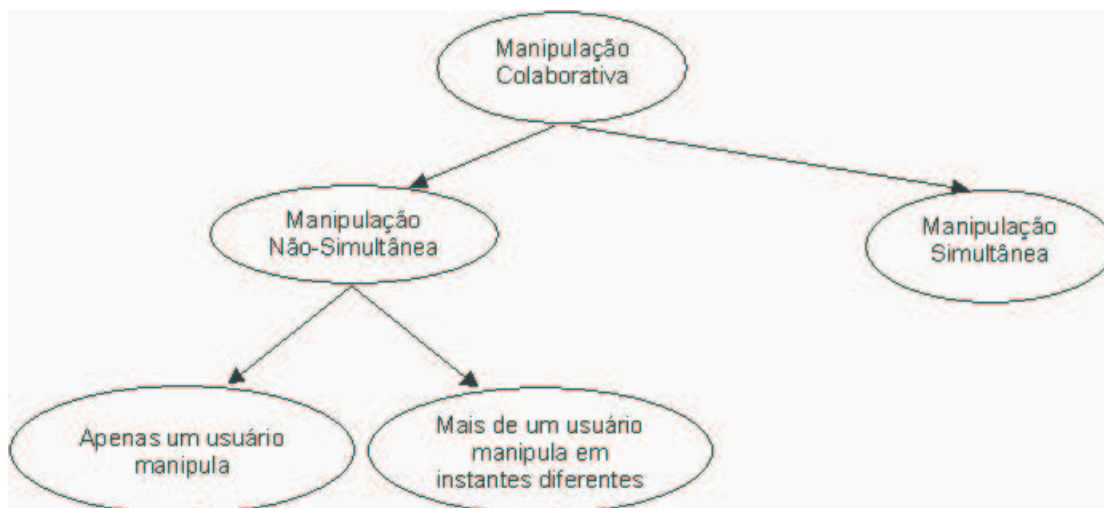 Manipulação
Colaborativa
Manipulação
Não-Simultânea
Manipulação
Simultânea
Apenas um usuário
manipula
Mais de um usuário
manipula em
instantes diferentes